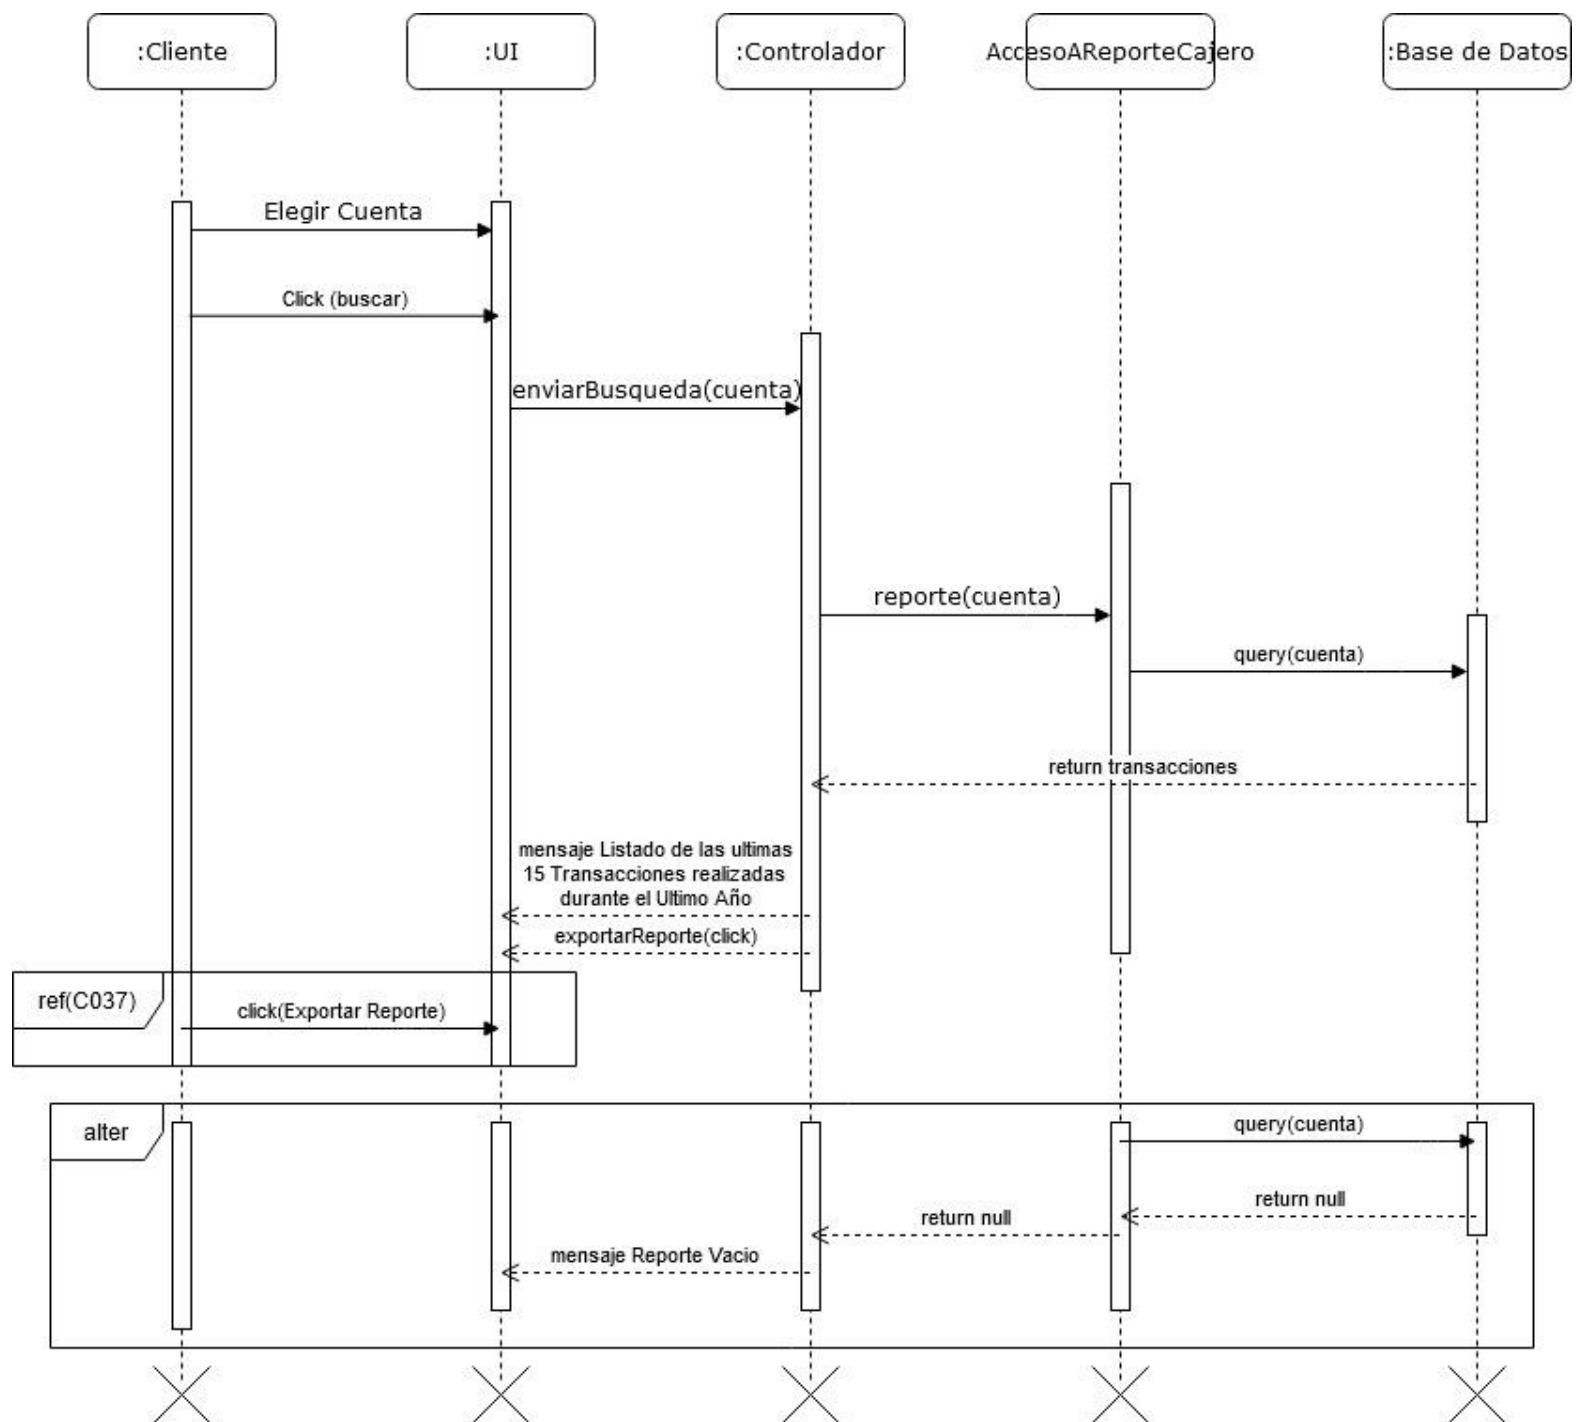 :Cliente
:UI
:Controlador
AccesoAReporteCajero
:Base de Datos
Elegir Cuenta
Click (buscar)
enviarBusqueda(cuenta)
reporte(cuenta)
query(cuenta)
return transacciones
mensaje Listado de las ultimas
15 Transacciones realizadas
durante el Ultimo Año
exportarReporte(click)
ref(C037)
click(Exportar Reporte)
alter
query(cuenta)
return null
return null
mensaje Reporte Vacio